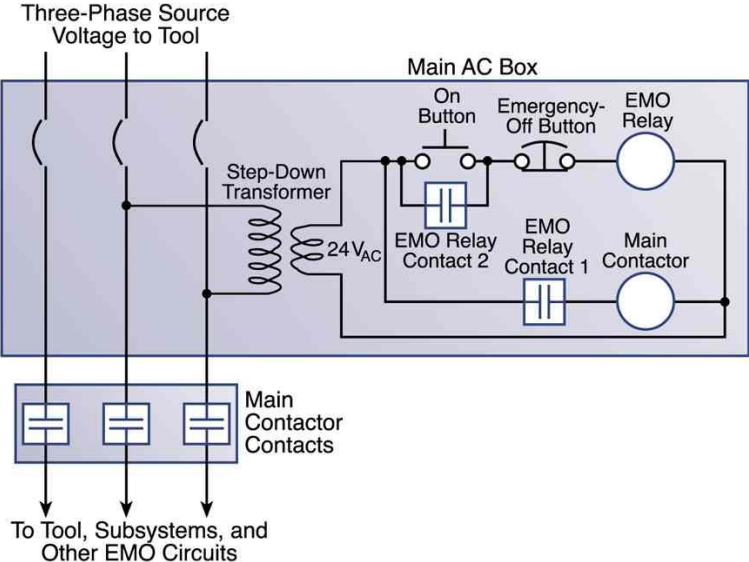 Three-Phase Source
Voltage to Tool
Main AC Box
On
Button
Emergency-
Off Button
EMO
Relay
Step-Down
Transformer
24VAC
EMO Relay
Contact 2
EMO
Relay
Contact 1
Main
Contactor
Main
Contactor
Contacts
To Tool, Subsystems, and
Other EMO Circuits